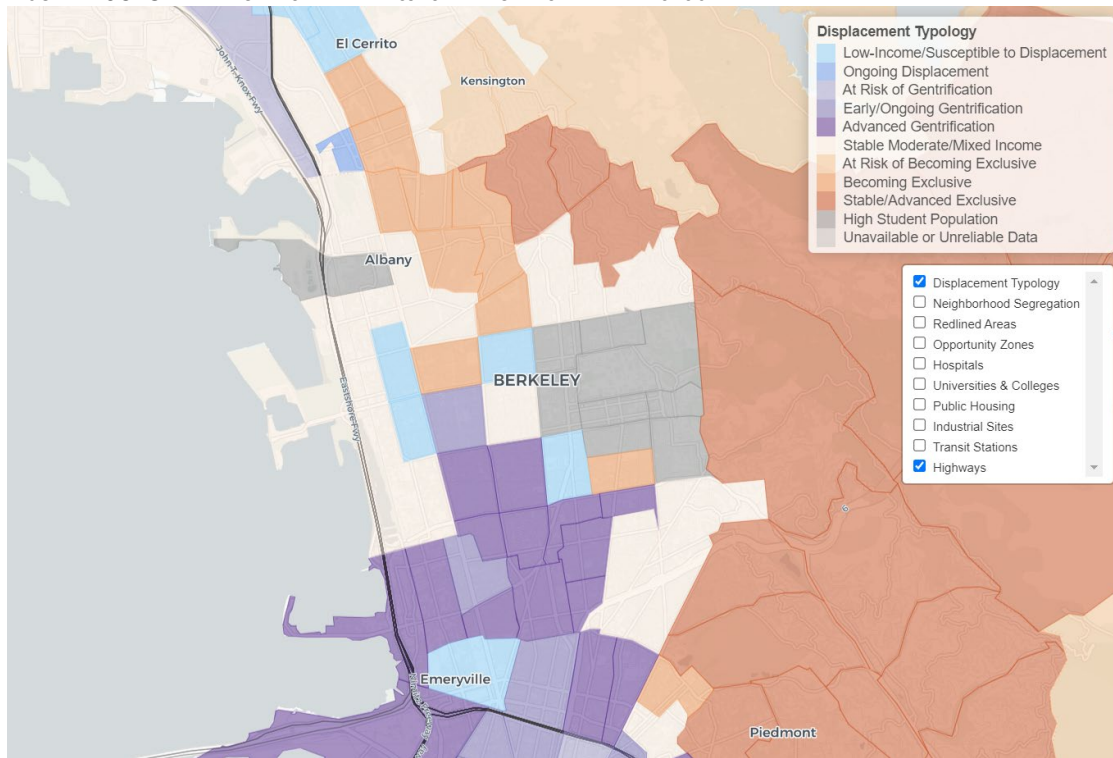 El Cerrito
John T. Knox Fwy
Kensington
Albany
BERKELEY
Eastshore Fwy
Emeryville
Piedmont
Displacement Typology
Low-Income/Susceptible to Displacement
Ongoing Displacement
At Risk of Gentrification
Early/Ongoing Gentrification
Advanced Gentrification
Stable Moderate/Mixed Income
At Risk of Becoming Exclusive
Becoming Exclusive
Stable/Advanced Exclusive
High Student Population
Unavailable or Unreliable Data
Displacement Typology
Neighborhood Segregation
Redlined Areas
Opportunity Zones
Hospitals
Universities & Colleges
Public Housing
Industrial Sites
Transit Stations
Highways